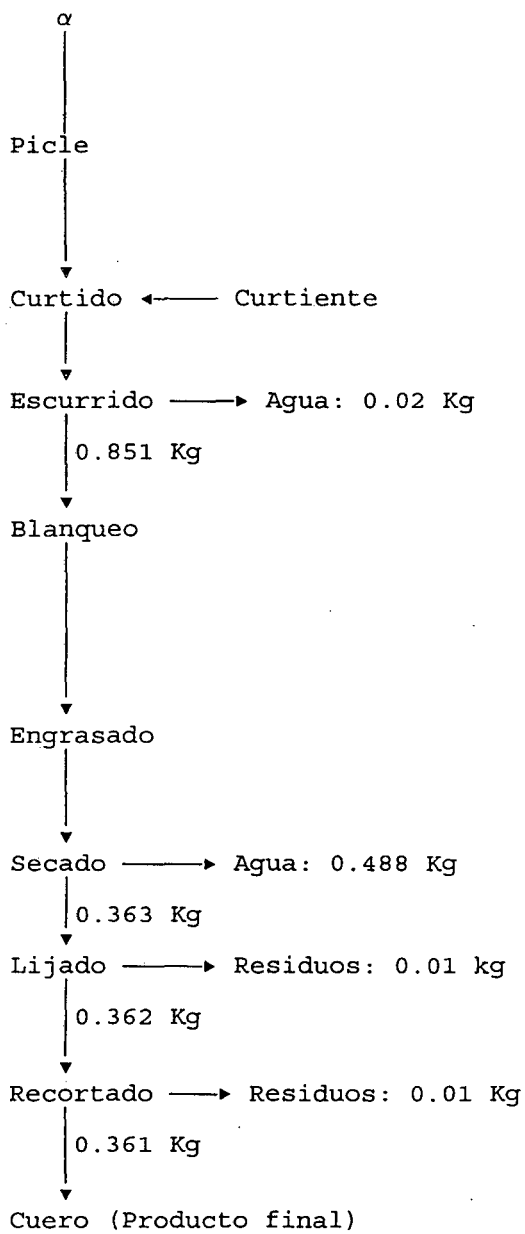 α
Picle
Curtido Curtiente
Escurrido Agua: 0.02 Kg
0.851 Kg
Blanqueo
Engrasado
Secado Agua: 0.488 Kg
0.363 Kg
Lijado Residuos: 0.01 kg
0.362 Kg
Recortado Residuos: 0.01 Kg
0.361 Kg
Cuero (Producto final)